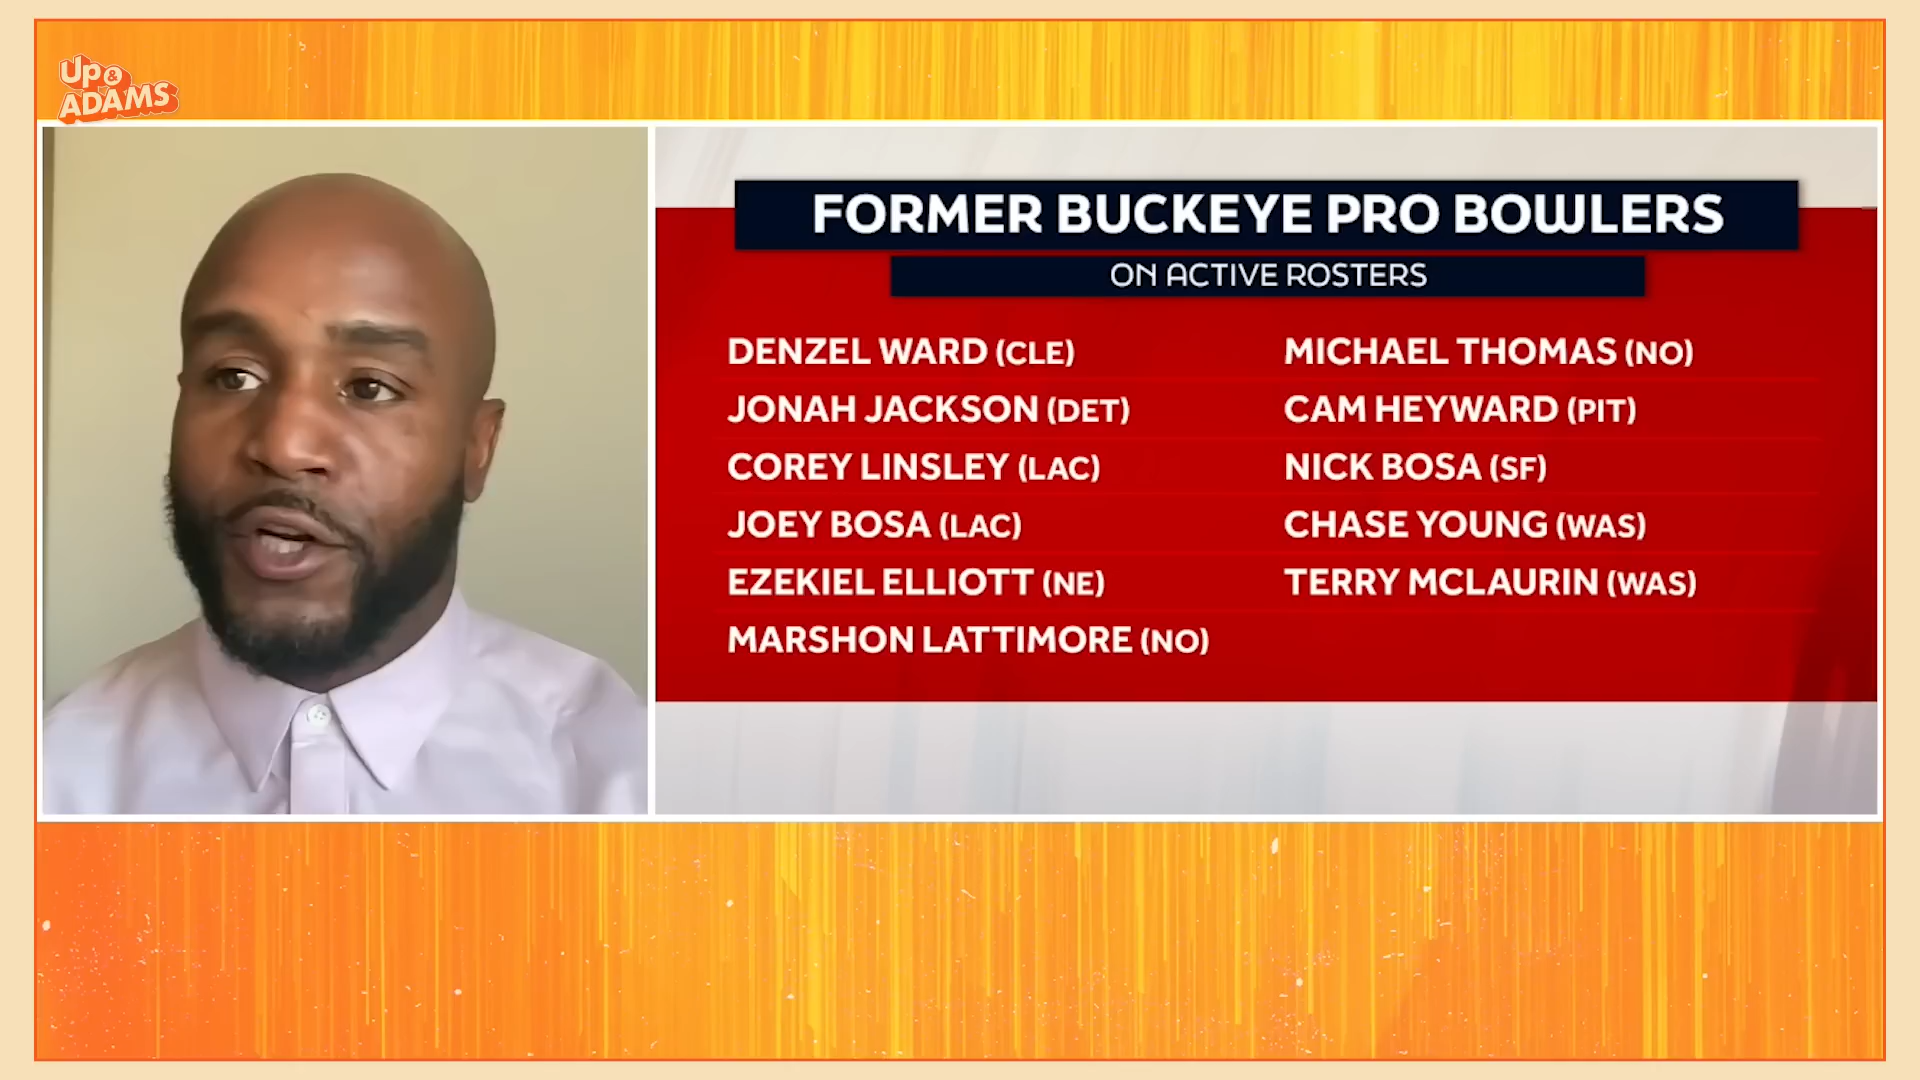 Up &
ADAMS
FORMER BUCKEYE PRO BOWLERS
ON ACTIVE ROSTERS
DENZEL WARD (CLE)
JONAH JACKSON (DET)
COREY LINSLEY (LAC)
JOEY BOSA (LAC)
EZEKIEL ELLIOTT (NE)
MARSHON LATTIMORE (NO)
MICHAEL THOMAS (NO)
CAM HEYWARD (PIT)
NICK BOSA (SF)
CHASE YOUNG (WAS)
TERRY MCLAURIN (WAS)